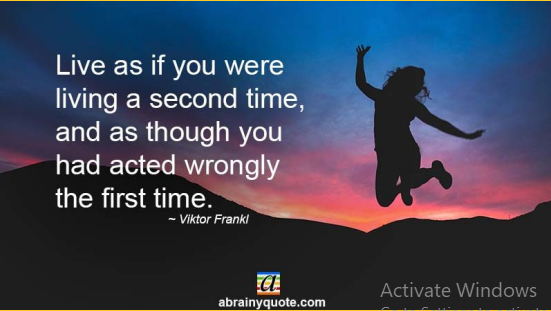 Live as if you were
living a second time,
and as though you
had acted wrongly
the first time.
~ Viktor Frankl
a
abrainyquote.com
Activate Windows